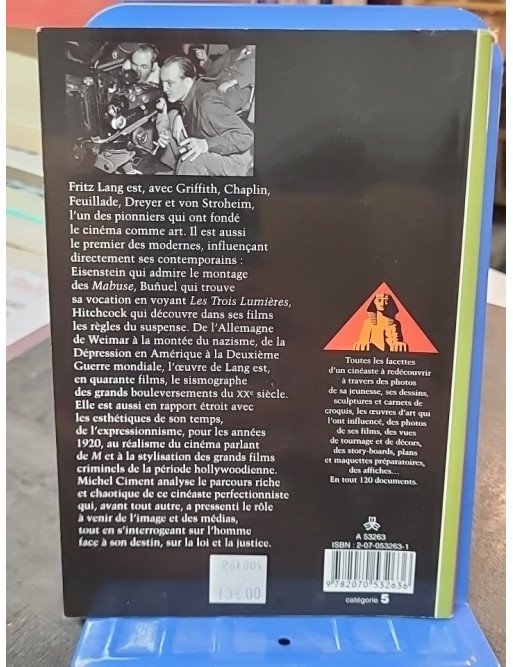 Fritz Lang est, avec Griffith, Chaplin,
Feuillade, Dreyer et von Stroheim,
l'un des pionniers qui ont fondé
le cinéma comme art. Il est aussi
le premier des modernes, influençant
directement ses contemporains :
Eisenstein qui admire le montage
des Mabuse, Buñuel qui trouve
sa vocation en voyant Les Trois Lumières,
Hitchcock qui découvre dans ses films
les règles du suspense. De l'Allemagne
de Weimar à la montée du nazisme, de la
Dépression en Amérique à la Deuxième
Guerre mondiale, l'œuvre de Lang est,
en quarante films, le sismographe
des grands bouleversements du XXe siècle.
Elle est aussi en rapport étroit avec
les esthétiques de son temps,
de l'expressionnisme, pour les années
1920, au réalisme du cinéma parlant
de M et à la stylisation des grands films
criminels de la période hollywoodienne.
Michel Ciment analyse le parcours riche
et chaotique de ce cinéaste perfectionniste
qui, avant tout autre, a pressenti le rôle
à venir de l'image et des médias,
tout en s'interrogeant sur l'homme
face à son destin, sur la loi et la justice.
Toutes les facettes
d'un cinéaste à redécouvrir
à travers des photos
de sa jeunesse, ses dessins,
sculptures et carnets de
croquis, les œuvres d'art qui
l'ont influencé, des photos
de ses films, des vues
de tournage et de décors,
des story-boards, plans
et maquettes préparatoires,
des affiches...
En tout 120 documents.
A 53263
ISBN : 2-07-053263-1
9782070532636
catégorie 5
261004
13€00